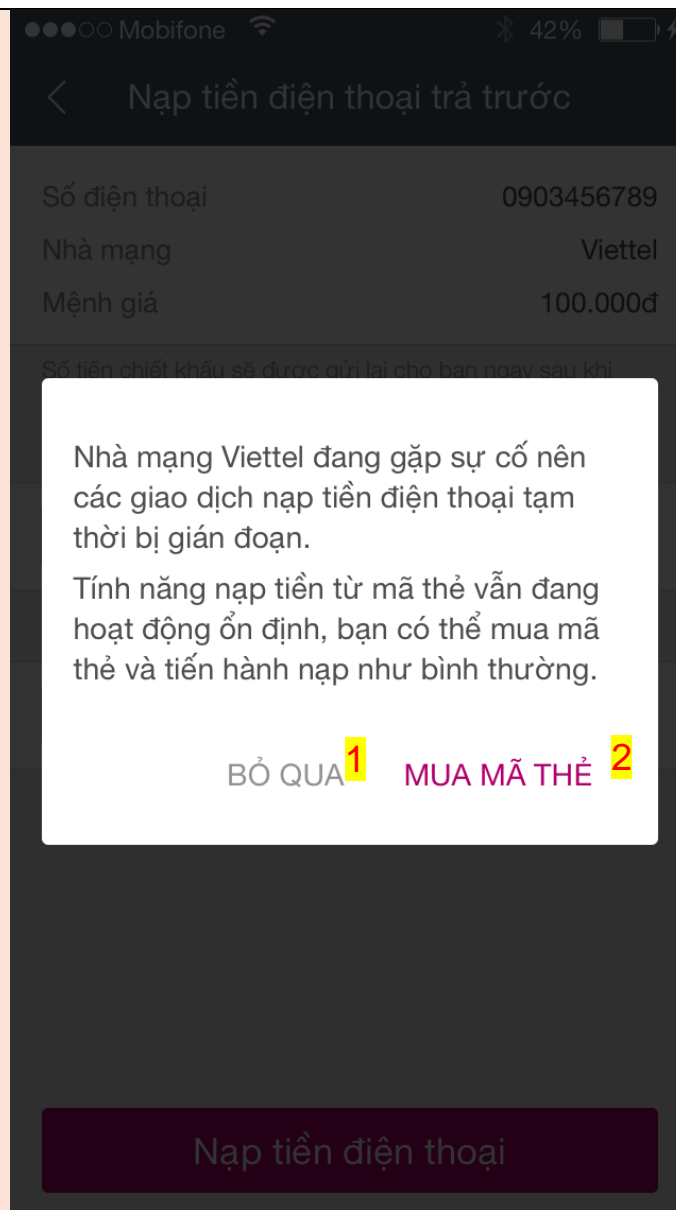 Mobifone 42%
Nạp tiền điện thoại trả trước
Số điện thoại 0903456789
Nhà mạng Viettel
Mệnh giá 100.000đ
Số tiền chiết khấu sẽ được gửi lại cho bạn ngay sau khi
Nhà mạng Viettel đang gặp sự cố nên
các giao dịch nạp tiền điện thoại tạm
thời bị gián đoạn.
Tính năng nạp tiền từ mã thẻ vẫn đang
hoạt động ổn định, bạn có thể mua mã
thẻ và tiến hành nạp như bình thường.
BỎ QUA 1 MUA MÃ THẺ 2
Nạp tiền điện thoại